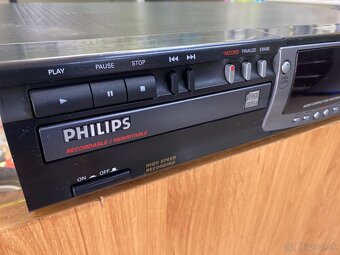 PLAY
PAUSE
STOP
RECORD
FINALIZE
ERASE
PHILIPS
RECORDABLE / REWRITABLE
HIGH SPEED
RECORDING
ON
OFF